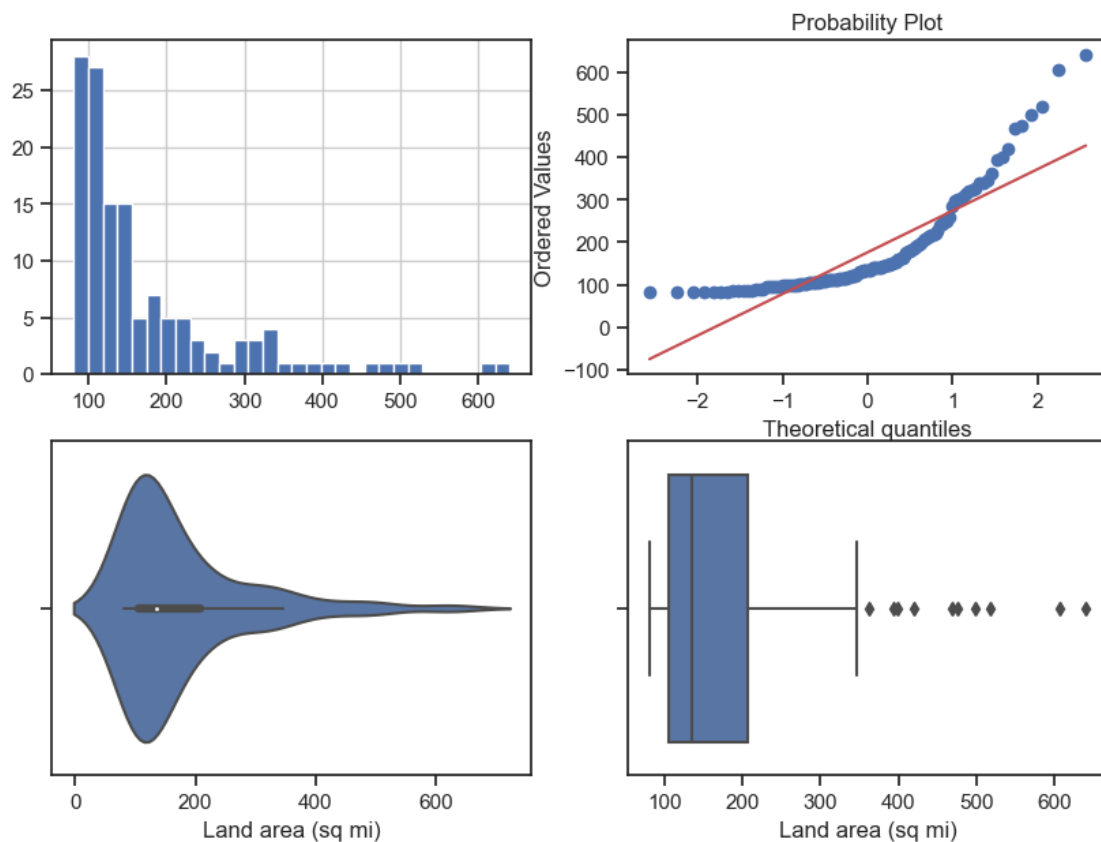 25
20
15
10
5
0
100 200 300 400 500 600
Probability Plot
Ordered Values
600
500
400
300
200
100
0
−100
−2 −1 0 1 2
Theoretical quantiles
0 200 400 600
Land area (sq mi)
100 200 300 400 500 600
Land area (sq mi)